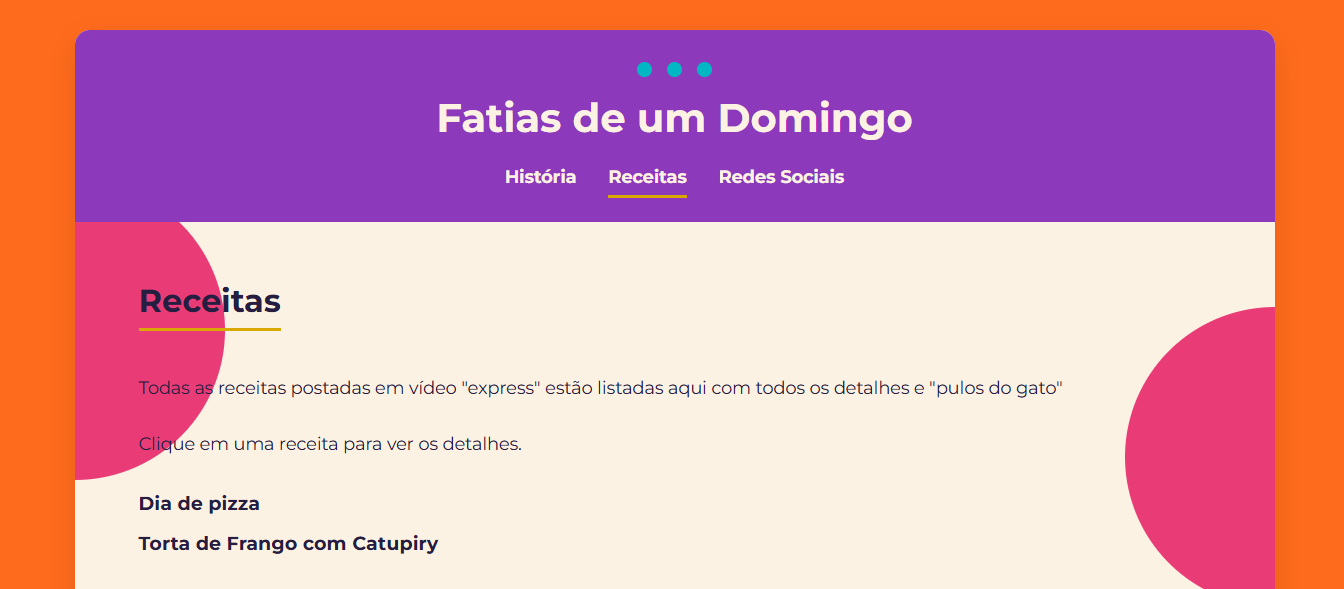 Fatias de um Domingo
História Receitas Redes Sociais
Receitas
Todas as receitas postadas em vídeo "express" estão listadas aqui com todos os detalhes e "pulos do gato"
Clique em uma receita para ver os detalhes.
Dia de pizza
Torta de Frango com Catupiry